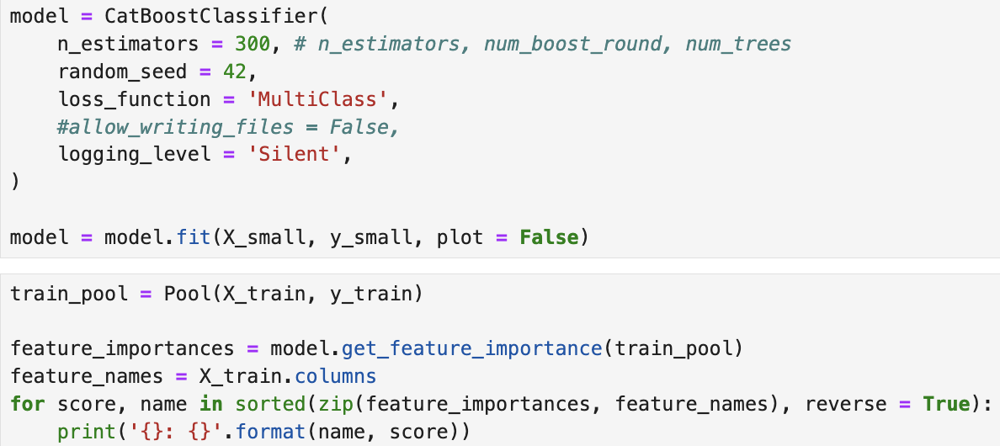 model = CatBoostClassifier(
    n_estimators = 300, # n_estimators, num_boost_round, num_trees
    random_seed = 42,
    loss_function = 'MultiClass',
    #allow_writing_files = False,
    logging_level = 'Silent',
)
model = model.fit(X_small, y_small, plot = False)
train_pool = Pool(X_train, y_train)
feature_importances = model.get_feature_importance(train_pool)
feature_names = X_train.columns
for score, name in sorted(zip(feature_importances, feature_names), reverse = True):
    print('{}: {}'.format(name, score))